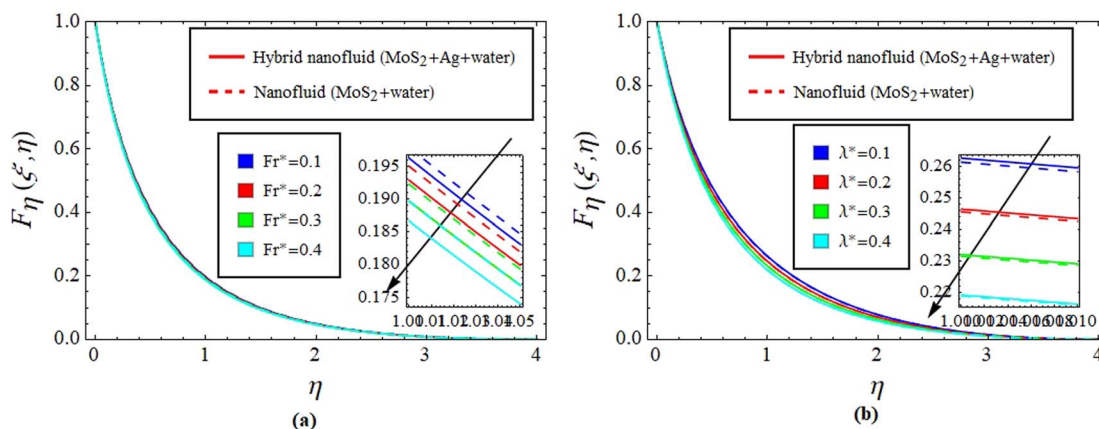 (a)
F_η(ξ,η)
1.0
0.8
0.6
0.4
0.2
0.0
Hybrid nanofluid (MoS₂+Ag+water)
Nanofluid (MoS₂+water)
Fr*=0.1
Fr*=0.2
Fr*=0.3
Fr*=0.4
0.195
0.190
0.185
0.180
0.175
0 1 2 3 4
η
(a)
(b)
F_η(ξ,η)
1.0
0.8
0.6
0.4
0.2
0.0
Hybrid nanofluid (MoS₂+Ag+water)
Nanofluid (MoS₂+water)
λ*=0.1
λ*=0.2
λ*=0.3
λ*=0.4
0.26
0.25
0.24
0.23
0.22
0 1 2 3 4
η
(b)